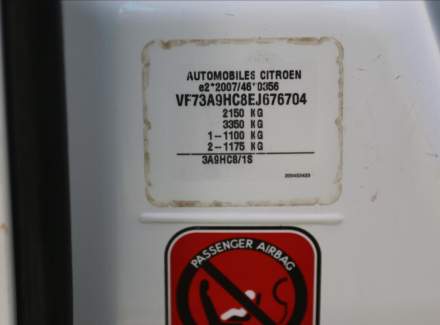 AUTOMOBILES CITROEN
e2*2007/46*0356
VF73A9HC8EJ676704
2150 KG
3350 KG
1-1100 KG
2-1175 KG
3A9HC8/1S
PASSENGER AIRBAG